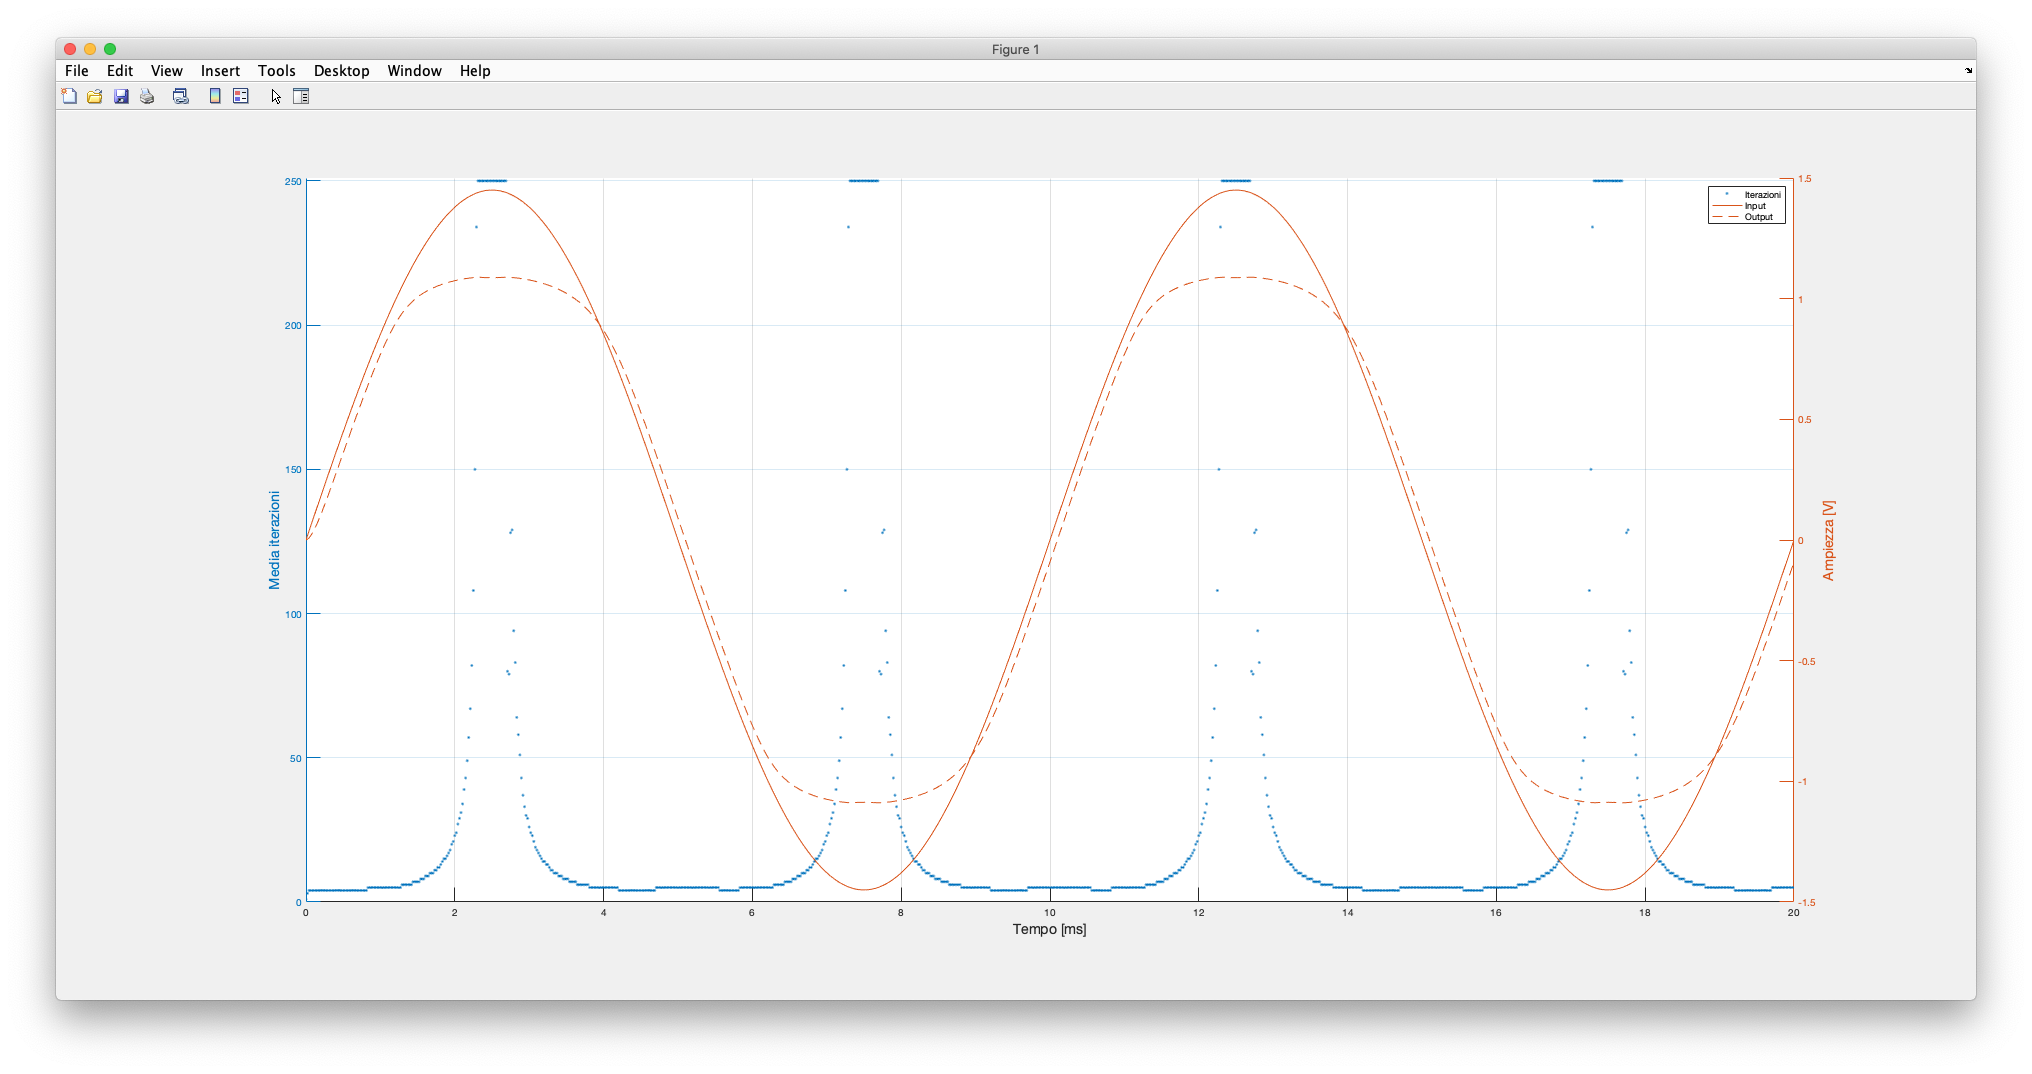 Figure 1
File Edit View Insert Tools Desktop Window Help
250
200
150
100
50
0
Media iterazioni
1.5
1
0.5
0
-0.5
-1
-1.5
Ampiezza [V]
Iterazioni
Input
Output
0 2 4 6 8 10 12 14 16 18 20
Tempo [ms]